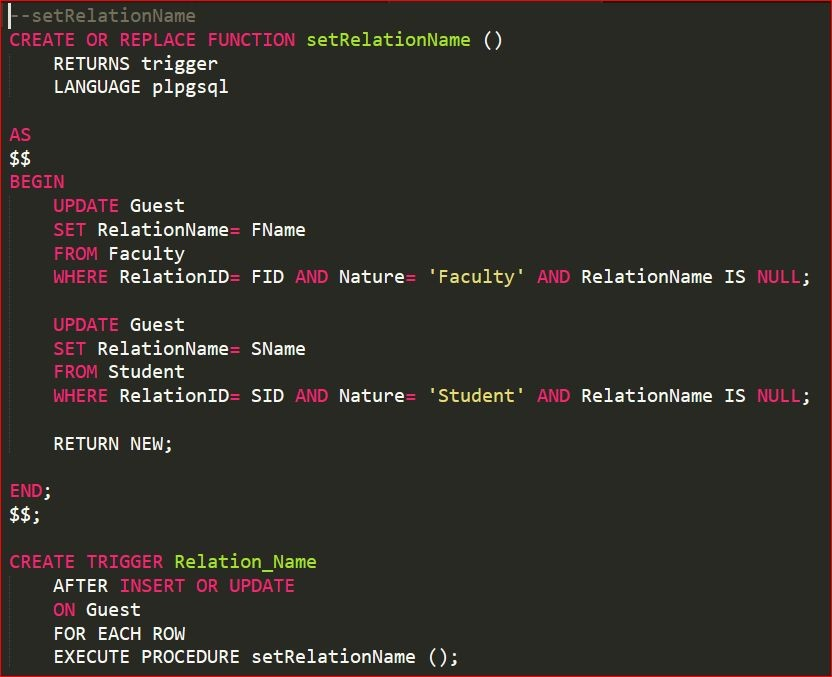 --setRelationName
CREATE OR REPLACE FUNCTION setRelationName ()
    RETURNS trigger
    LANGUAGE plpgsql

AS
$$
BEGIN
    UPDATE Guest
    SET RelationName= FName
    FROM Faculty
    WHERE RelationID= FID AND Nature= 'Faculty' AND RelationName IS NULL;

    UPDATE Guest
    SET RelationName= SName
    FROM Student
    WHERE RelationID= SID AND Nature= 'Student' AND RelationName IS NULL;

    RETURN NEW;

END;
$$;

CREATE TRIGGER Relation_Name
    AFTER INSERT OR UPDATE
    ON Guest
    FOR EACH ROW
    EXECUTE PROCEDURE setRelationName ();